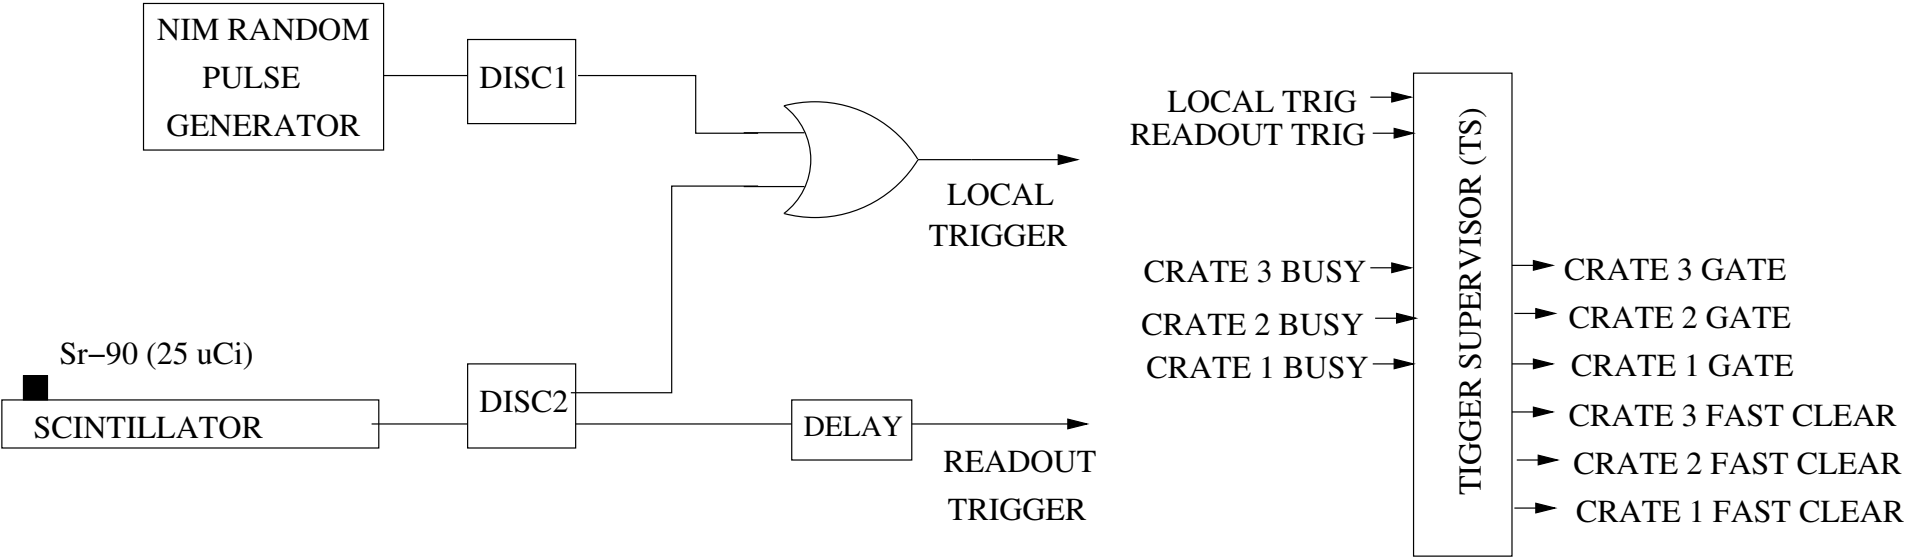 NIM RANDOM
PULSE
GENERATOR
DISC1
LOCAL
TRIGGER
Sr−90 (25 uCi)
SCINTILLATOR
DISC2
DELAY
READOUT
TRIGGER
LOCAL TRIG
READOUT TRIG
CRATE 3 BUSY
CRATE 2 BUSY
CRATE 1 BUSY
TIGGER SUPERVISOR (TS)
CRATE 3 GATE
CRATE 2 GATE
CRATE 1 GATE
CRATE 3 FAST CLEAR
CRATE 2 FAST CLEAR
CRATE 1 FAST CLEAR